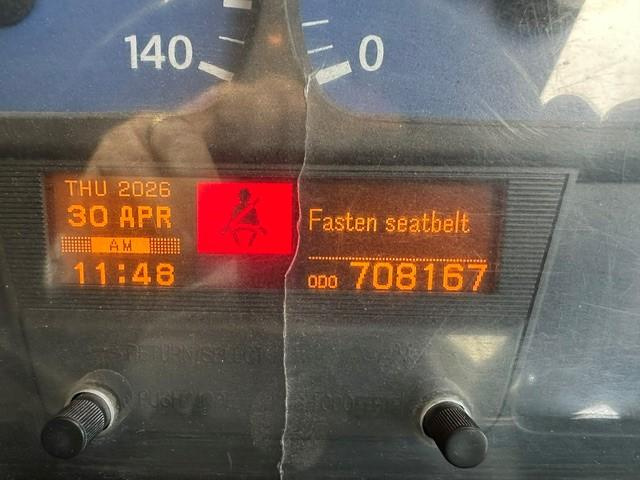 140
0
THU 2026
30 APR
AM
11:48
Fasten seatbelt
ODO 708167